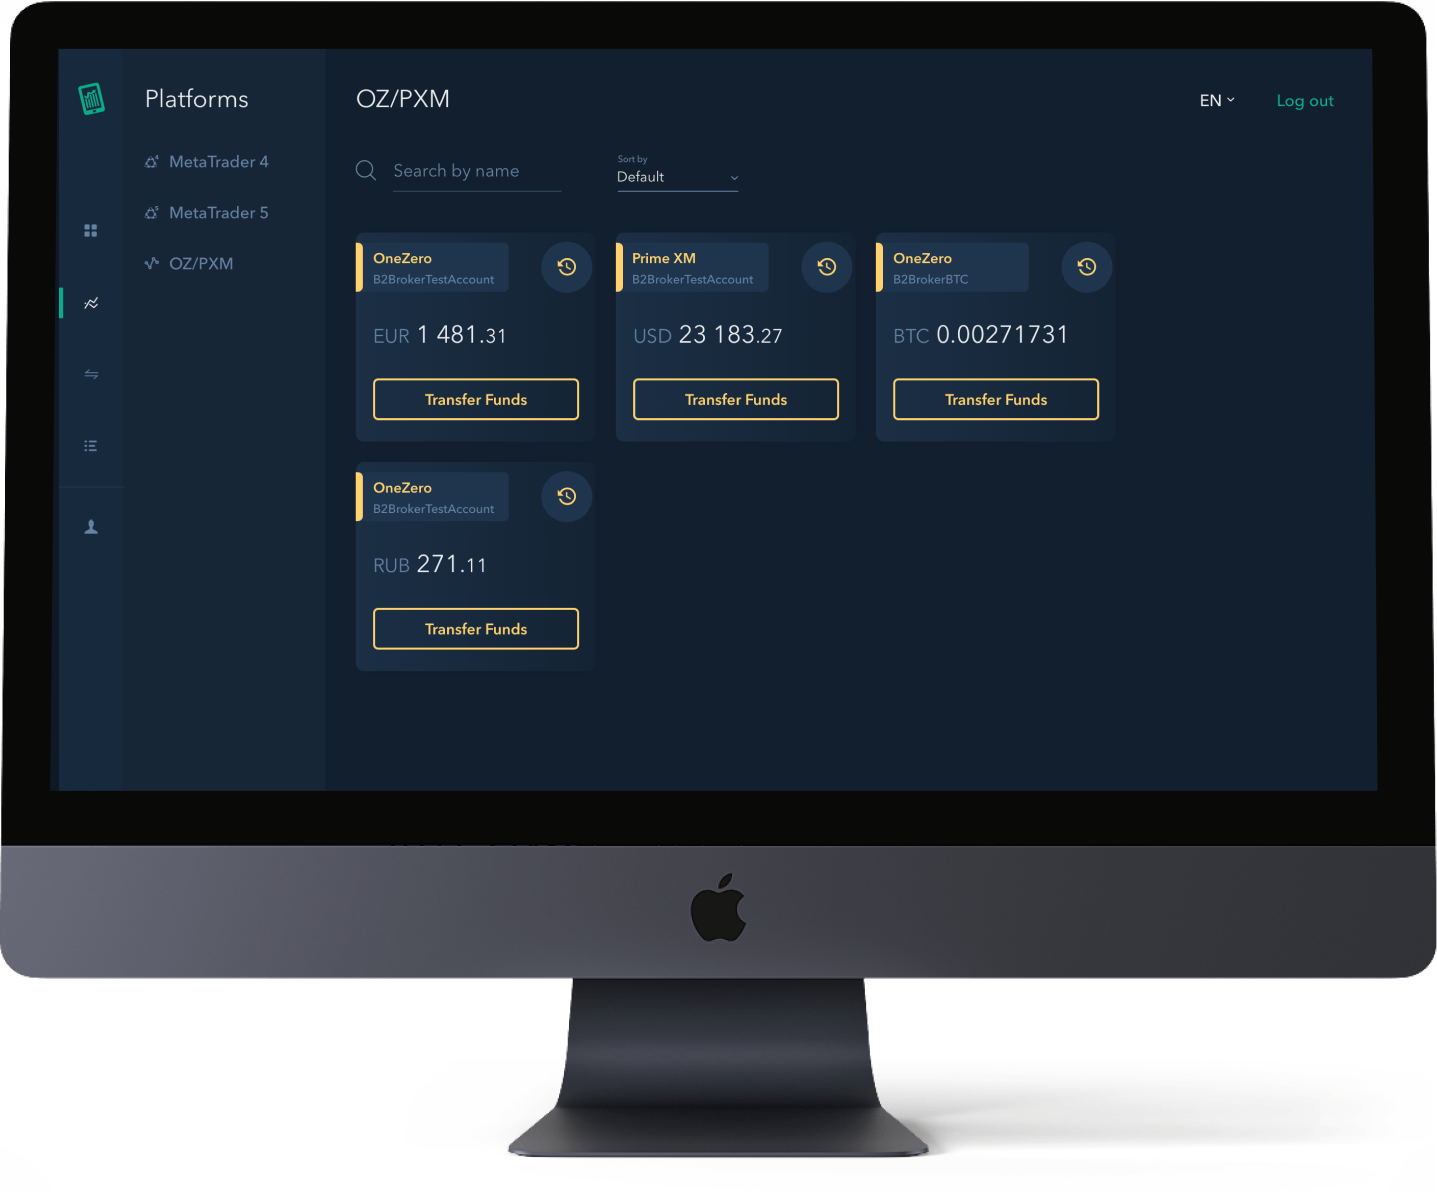 Platforms
MetaTrader 4
MetaTrader 5
OZ/PXM
OZ/PXM
EN
Log out
Search by name
Sort by
Default
OneZero
B2BrokerTestAccount
EUR 1 481.31
Transfer Funds
Prime XM
B2BrokerTestAccount
USD 23 183.27
Transfer Funds
OneZero
B2BrokerBTC
BTC 0.00271731
Transfer Funds
OneZero
B2BrokerTestAccount
RUB 271.11
Transfer Funds